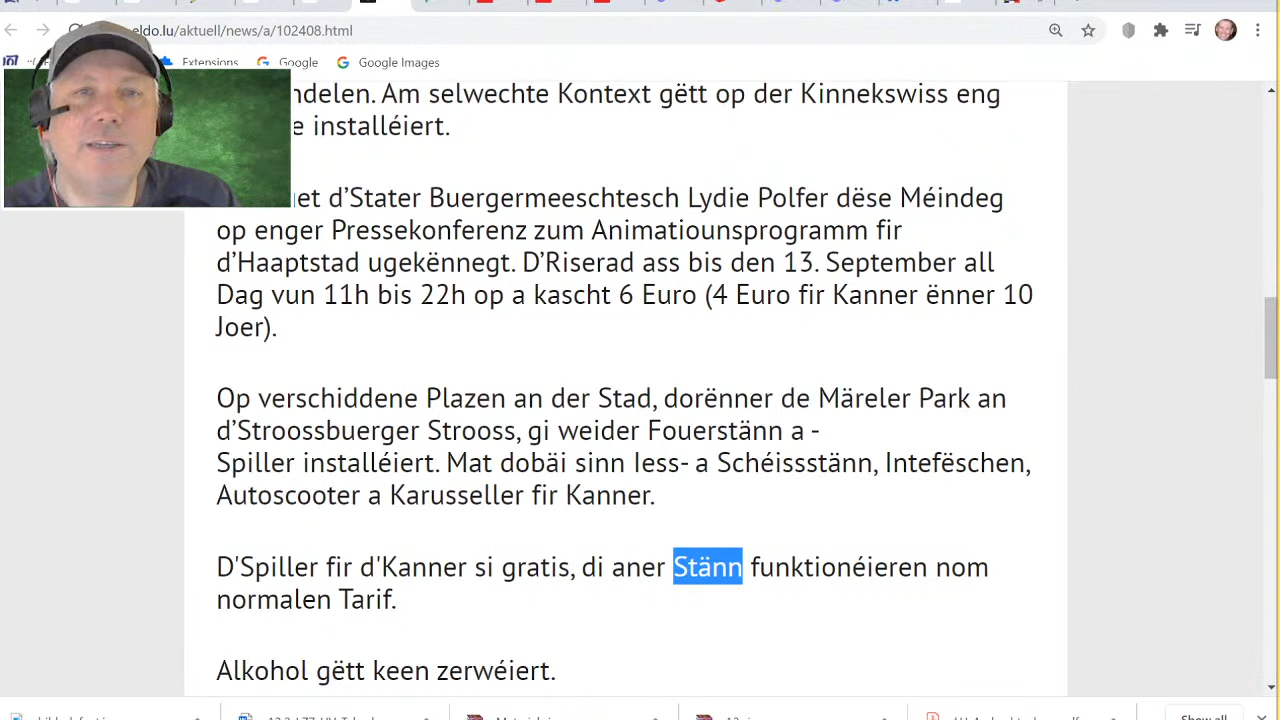 eldo.lu/aktuell/news/a/102408.html
Extensions
Google
Google Images
ndelen. Am selwechte Kontext gëtt op der Kinnekswiss eng
e installéiert.
et d’Stater Buergermeeschtesch Lydie Polfer dëse Méindeg
op enger Pressekonferenz zum Animatiounsprogramm fir
d’Haaptstad ugekënnegt. D’Riserad ass bis den 13. September all
Dag vun 11h bis 22h op a kascht 6 Euro (4 Euro fir Kanner ënner 10
Joer).
Op verschiddene Plazen an der Stad, dorënner de Märeler Park an
d’Stroossbuerger Strooss, gi weider Fouerstänn a -
Spiller installéiert. Mat dobäi sinn Iess- a Schéissstänn, Intefëschen,
Autoscooter a Karusseller fir Kanner.
D'Spiller fir d'Kanner si gratis, di aner Stänn funktionéieren nom
normalen Tarif.
Alkohol gëtt keen zerwéiert.
Show all